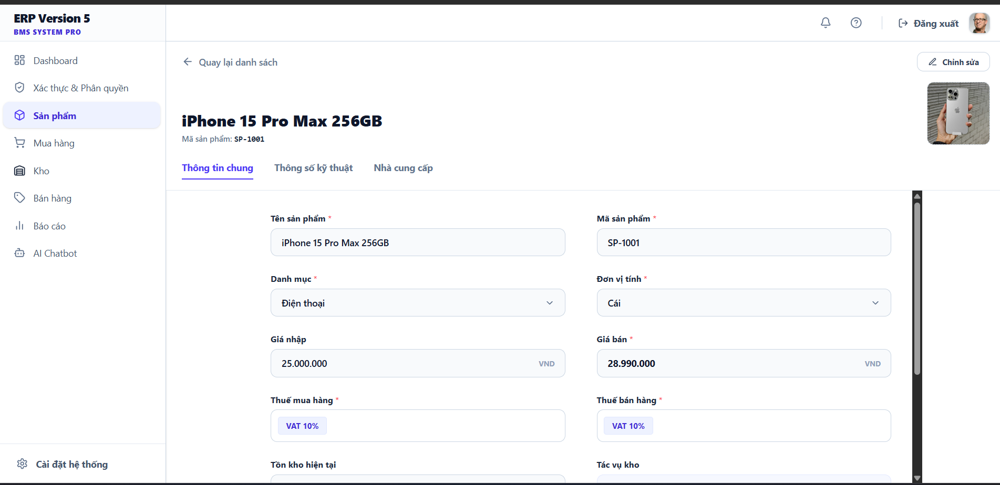 ERP Version 5
BMS SYSTEM PRO
Đăng xuất
Dashboard
Xác thực & Phân quyền
Sản phẩm
Mua hàng
Kho
Bán hàng
Báo cáo
AI Chatbot
Cài đặt hệ thống
Quay lại danh sách
Chỉnh sửa
iPhone 15 Pro Max 256GB
Mã sản phẩm: SP-1001
Thông tin chung
Thông số kỹ thuật
Nhà cung cấp
Tên sản phẩm *
Mã sản phẩm *
iPhone 15 Pro Max 256GB
SP-1001
Danh mục *
Đơn vị tính *
Điện thoại
Cái
Giá nhập
Giá bán *
25.000.000 VND
28.990.000 VND
Thuế mua hàng *
Thuế bán hàng *
VAT 10%
VAT 10%
Tồn kho hiện tại
Tác vụ kho